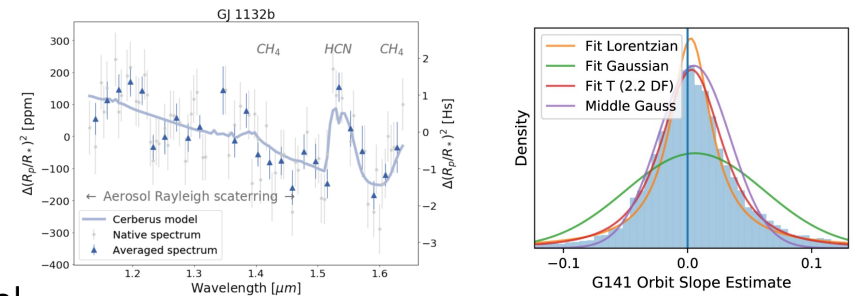 GJ 1132b
CH4 HCN CH4
300
200
100
0
−100
−200
−300
−400
Δ(Rp/R*)² [ppm]
2
1
0
−1
−2
−3
Δ(Rp/R*)² [Hs]
← Aerosol Rayleigh scaterring →
Cerberus model
Native spectrum
Averaged spectrum
1.2 1.3 1.4 1.5 1.6
Wavelength [μm]
Fit Lorentzian
Fit Gaussian
Fit T (2.2 DF)
Middle Gauss
Density
−0.1 0.0 0.1
G141 Orbit Slope Estimate